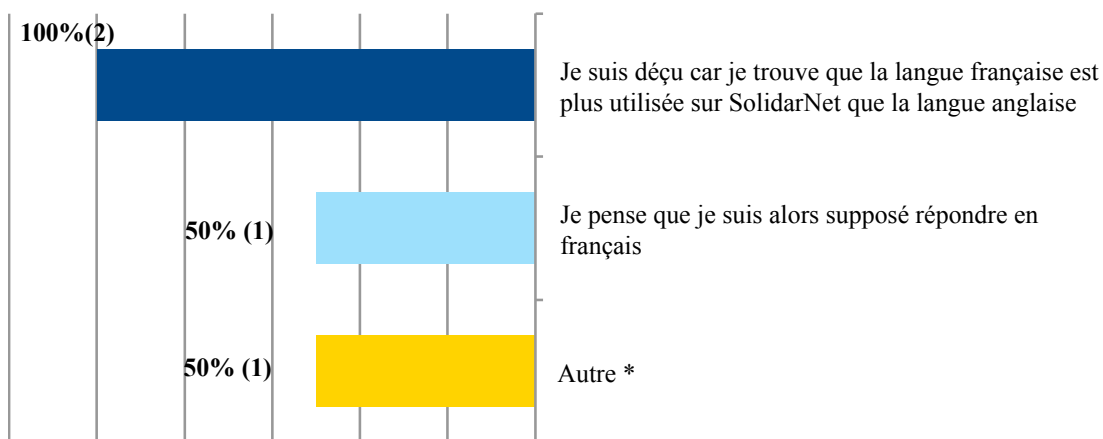 100%(2)
Je suis déçu car je trouve que la langue française est
plus utilisée sur SolidarNet que la langue anglaise
50% (1)
Je pense que je suis alors supposé répondre en
français
50% (1)
Autre *